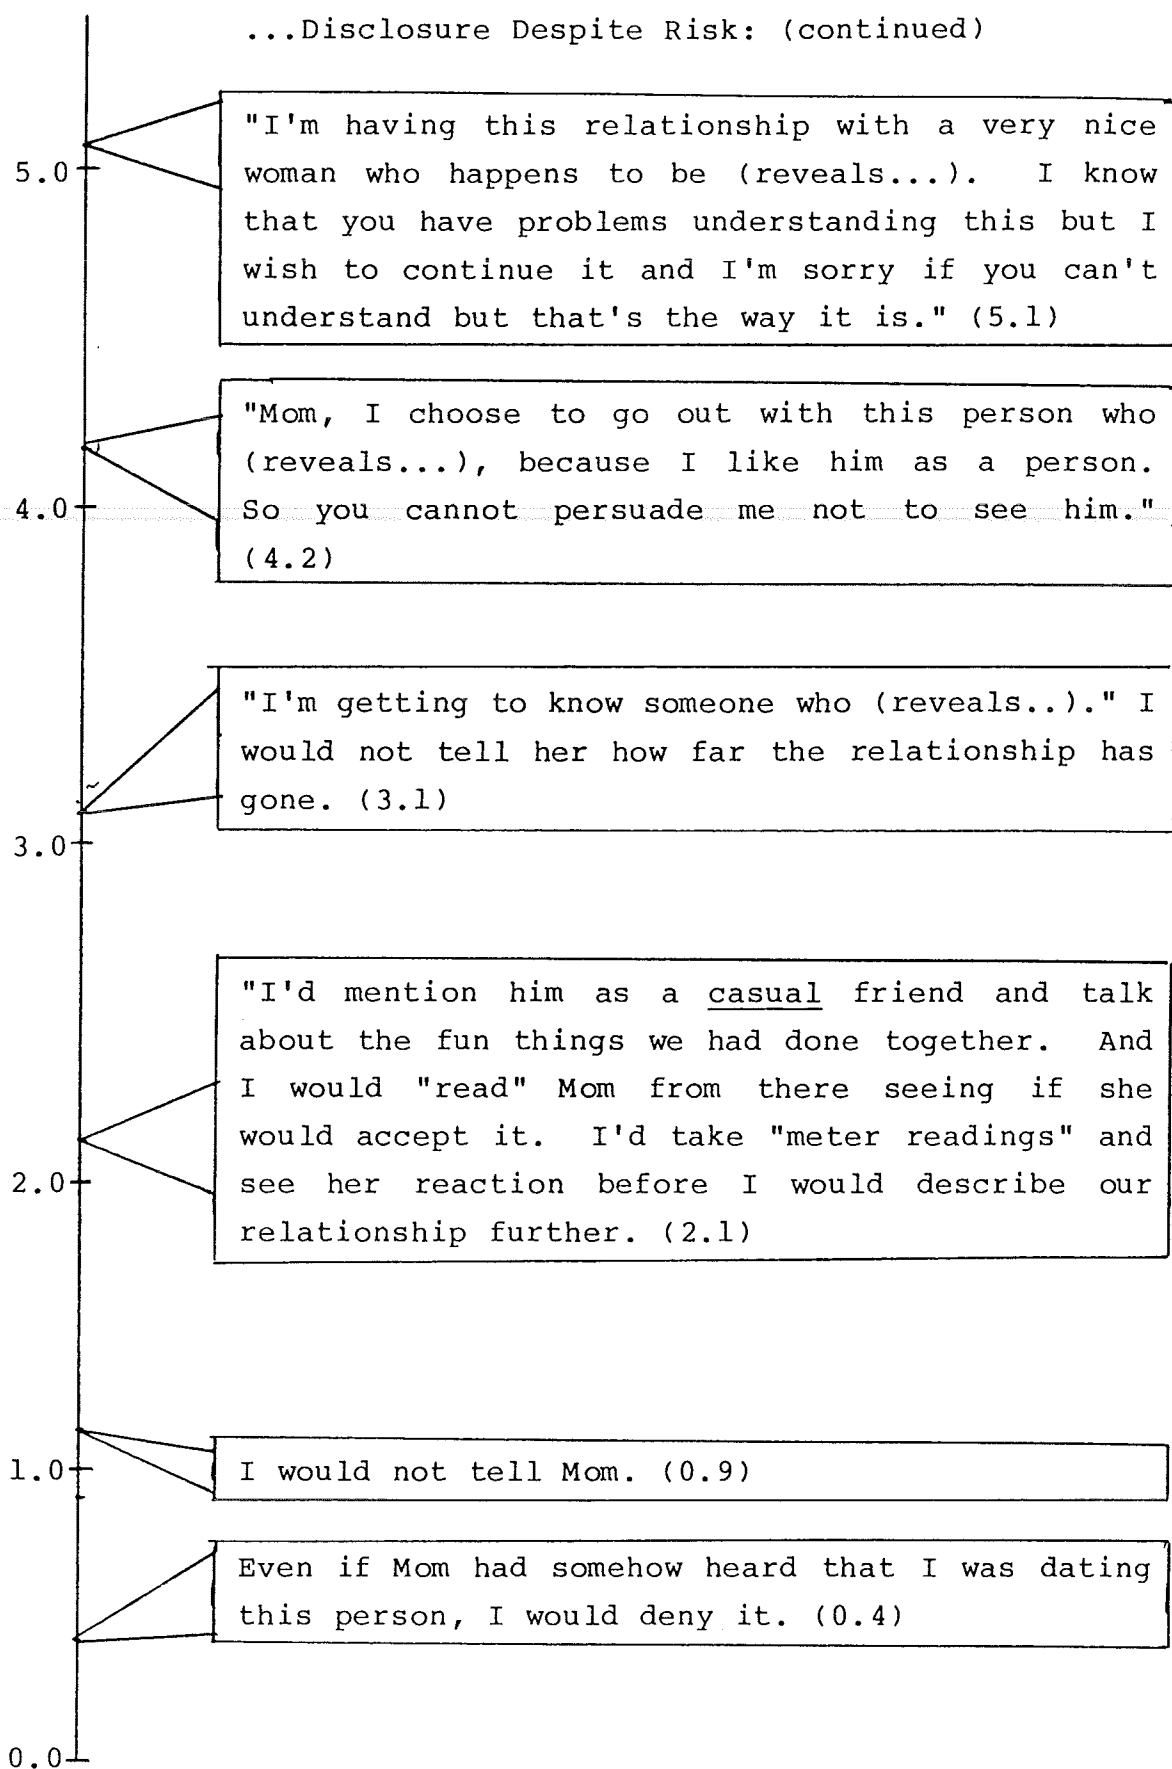 ...Disclosure Despite Risk: (continued)
"I'm having this relationship with a very nice
5.0
woman who happens to be (reveals...). I know
that you have problems understanding this but I
wish to continue it and I'm sorry if you can't
understand but that's the way it is." (5.1)
"Mom, I choose to go out with this person who
(reveals...), because I like him as a person.
4.0
So you cannot persuade me not to see him."
(4.2)
"I'm getting to know someone who (reveals..)." I
would not tell her how far the relationship has
gone. (3.1)
3.0
"I'd mention him as a casual friend and talk
about the fun things we had done together. And
I would "read" Mom from there seeing if she
would accept it. I'd take "meter readings" and
2.0
see her reaction before I would describe our
relationship further. (2.1)
1.0
I would not tell Mom. (0.9)
Even if Mom had somehow heard that I was dating
this person, I would deny it. (0.4)
0.0